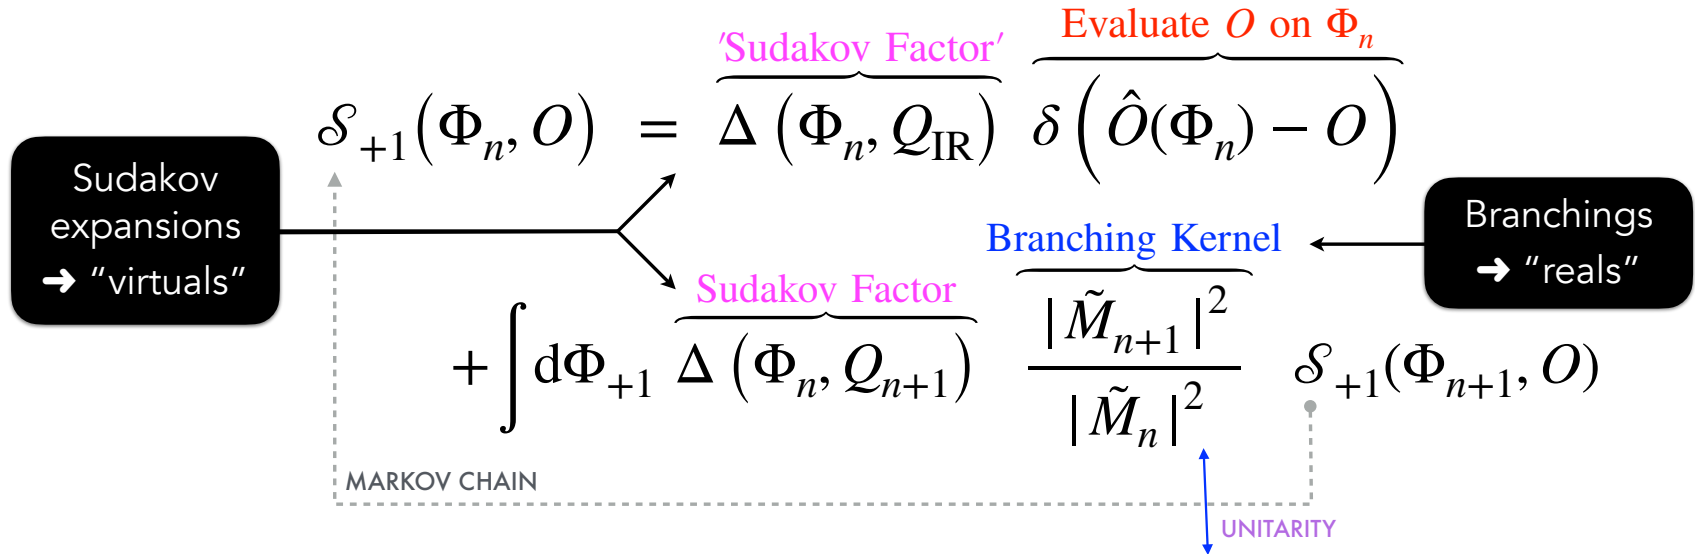 Evaluate O on Φₙ
'Sudakov Factor'
𝒮₊₁(Φₙ, O) = Δ (Φₙ, Q_IR) δ (Ô(Φₙ) − O)
Sudakov
expansions
➜ “virtuals”
Branchings
➜ “reals”
Branching Kernel
Sudakov Factor
+ ∫ dΦ₊₁ Δ (Φₙ, Qₙ₊₁) |M̃ₙ₊₁|² / |M̃ₙ|² 𝒮₊₁(Φₙ₊₁, O)
MARKOV CHAIN
UNITARITY